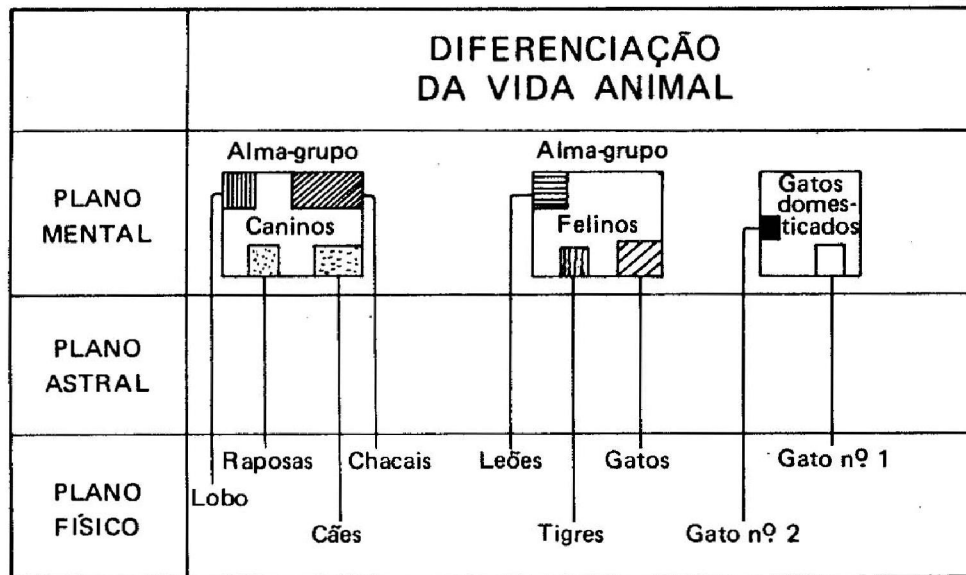 DIFERENCIAÇÃO
DA VIDA ANIMAL
PLANO
MENTAL
Alma-grupo
Caninos
Alma-grupo
Felinos
Gatos
domes-
ticados
PLANO
ASTRAL
PLANO
FÍSICO
Raposas
Chacais
Leões
Gatos
Gato nº 1
Lobo
Cães
Tigres
Gato nº 2